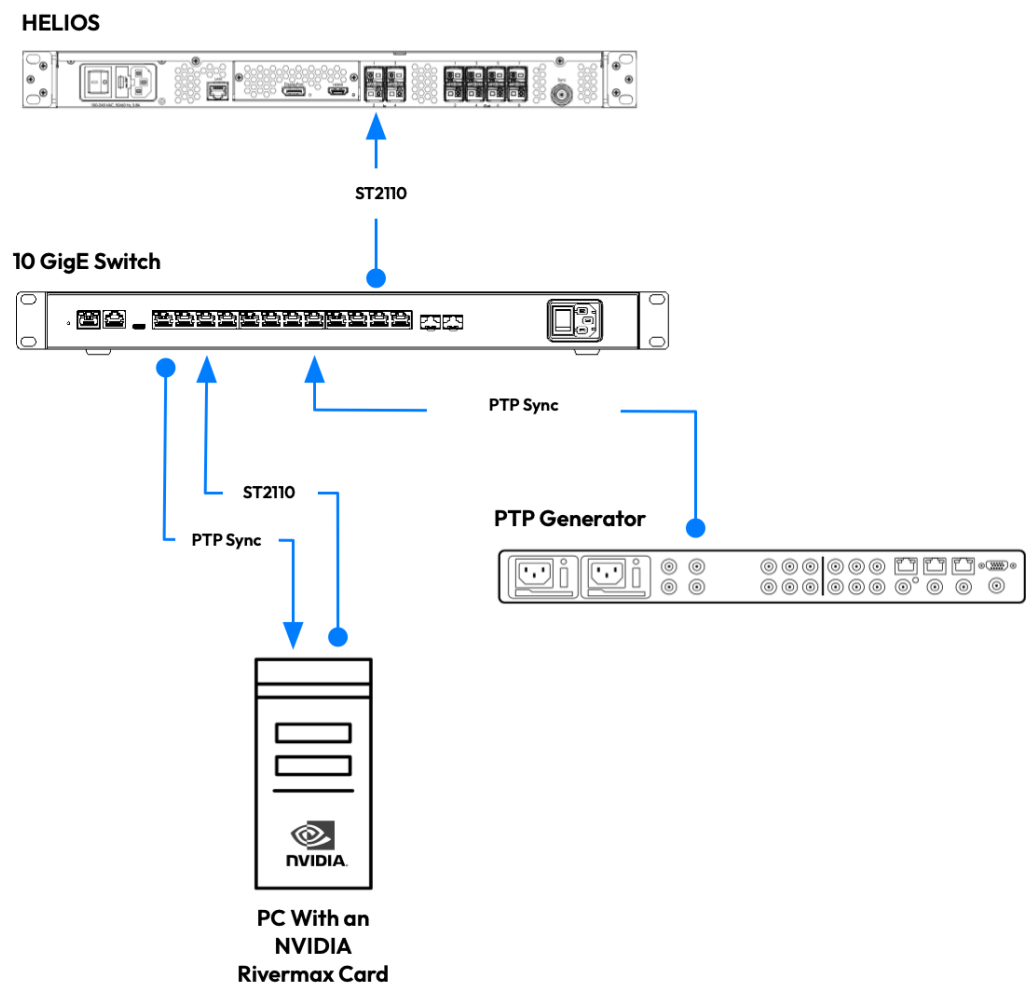 HELIOS
ST2110
10 GigE Switch
PTP Sync
ST2110
PTP Generator
PTP Sync
NVIDIA.
PC With an
NVIDIA
Rivermax Card